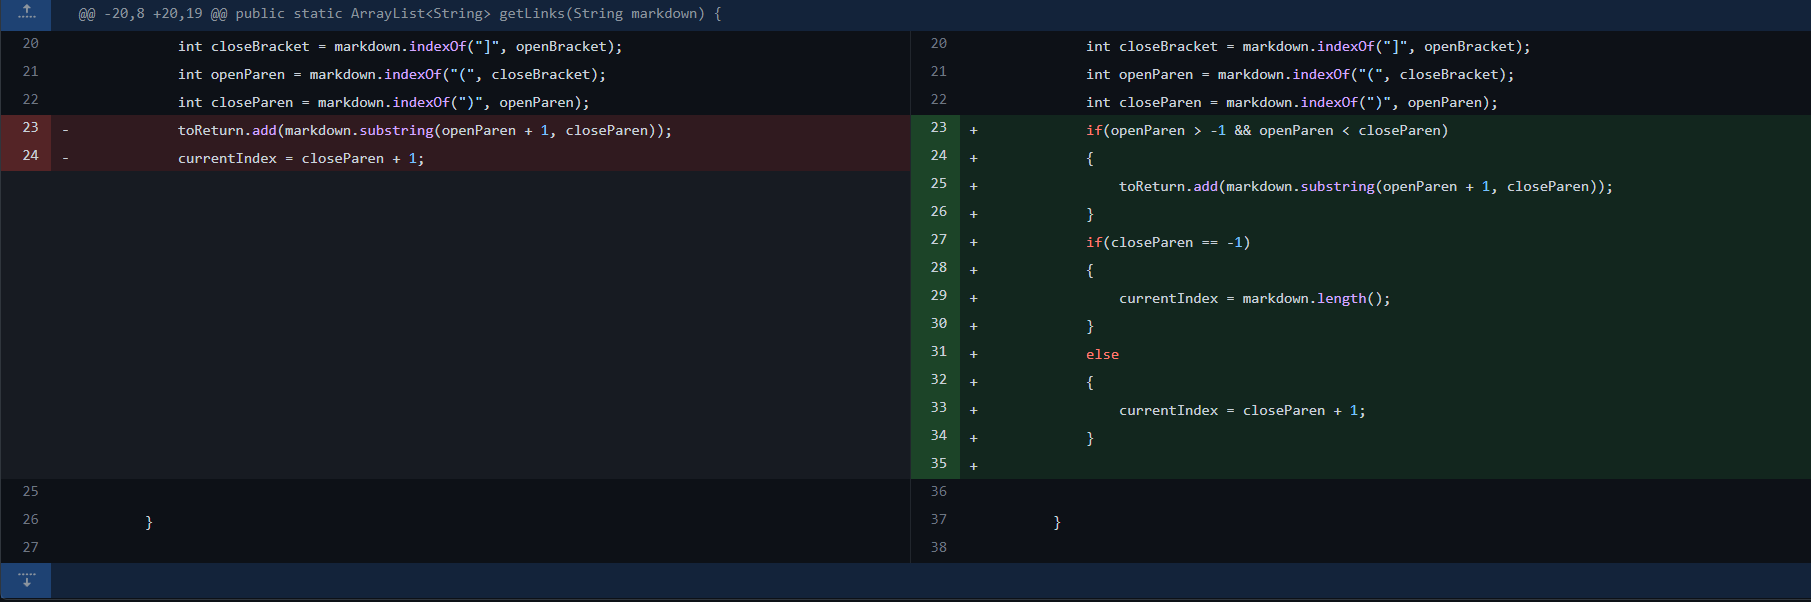 @@ -20,8 +20,19 @@ public static ArrayList<String> getLinks(String markdown) {
20 int closeBracket = markdown.indexOf("]", openBracket);
21 int openParen = markdown.indexOf("(", closeBracket);
22 int closeParen = markdown.indexOf(")", openParen);
23 - toReturn.add(markdown.substring(openParen + 1, closeParen));
24 - currentIndex = closeParen + 1;
25
26 }
27
20 int closeBracket = markdown.indexOf("]", openBracket);
21 int openParen = markdown.indexOf("(", closeBracket);
22 int closeParen = markdown.indexOf(")", openParen);
23 + if(openParen > -1 && openParen < closeParen)
24 + {
25 + toReturn.add(markdown.substring(openParen + 1, closeParen));
26 + }
27 + if(closeParen == -1)
28 + {
29 + currentIndex = markdown.length();
30 + }
31 + else
32 + {
33 + currentIndex = closeParen + 1;
34 + }
35 +
36
37 }
38